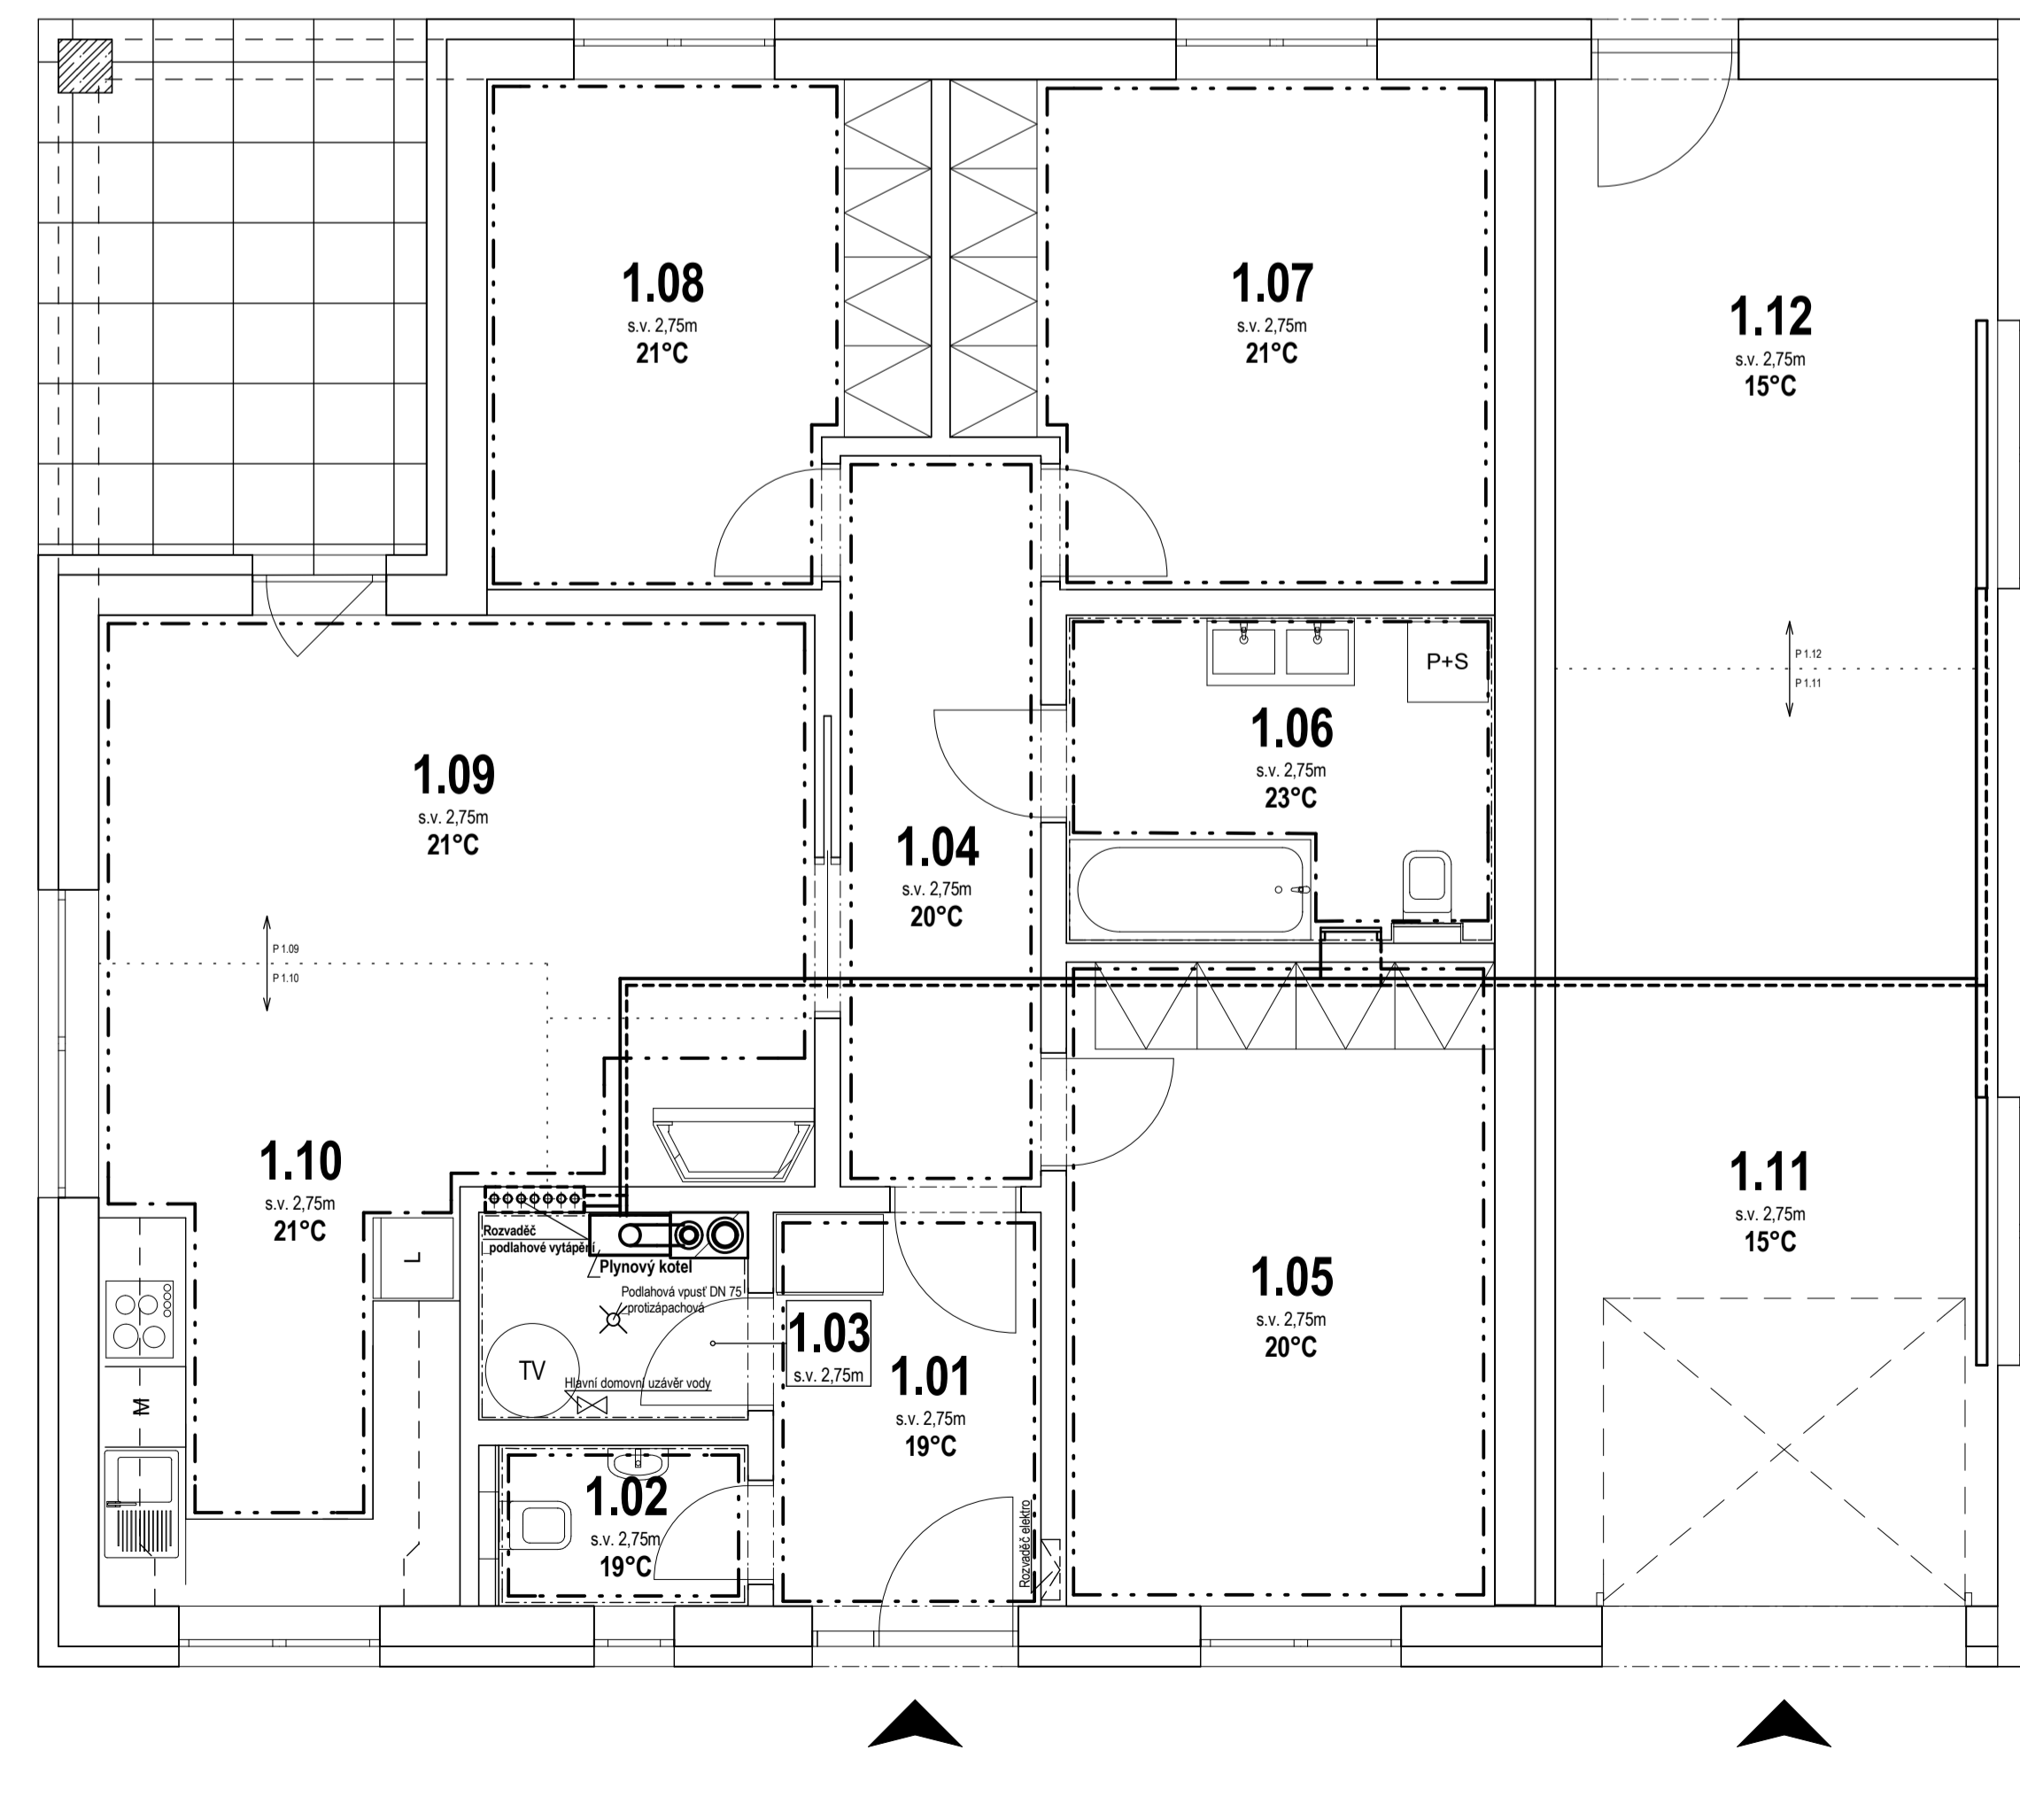 1.08
s.v. 2,75m
21°C
1.07
s.v. 2,75m
21°C
1.12
s.v. 2,75m
15°C
P 1.12
P 1.11
P+S
1.06
s.v. 2,75m
23°C
1.09
s.v. 2,75m
21°C
1.04
s.v. 2,75m
20°C
P 1.09
P 1.10
1.10
s.v. 2,75m
21°C
1.11
s.v. 2,75m
15°C
L
Rozvaděč
podlahové vytápění
Plynový kotel
Podlahová vpusť DN 75
protizápachová
1.03
s.v. 2,75m
TV
Hlavní domovní uzávěr vody
M
1.01
s.v. 2,75m
19°C
1.05
s.v. 2,75m
20°C
1.02
s.v. 2,75m
19°C
Rozvaděč elektro